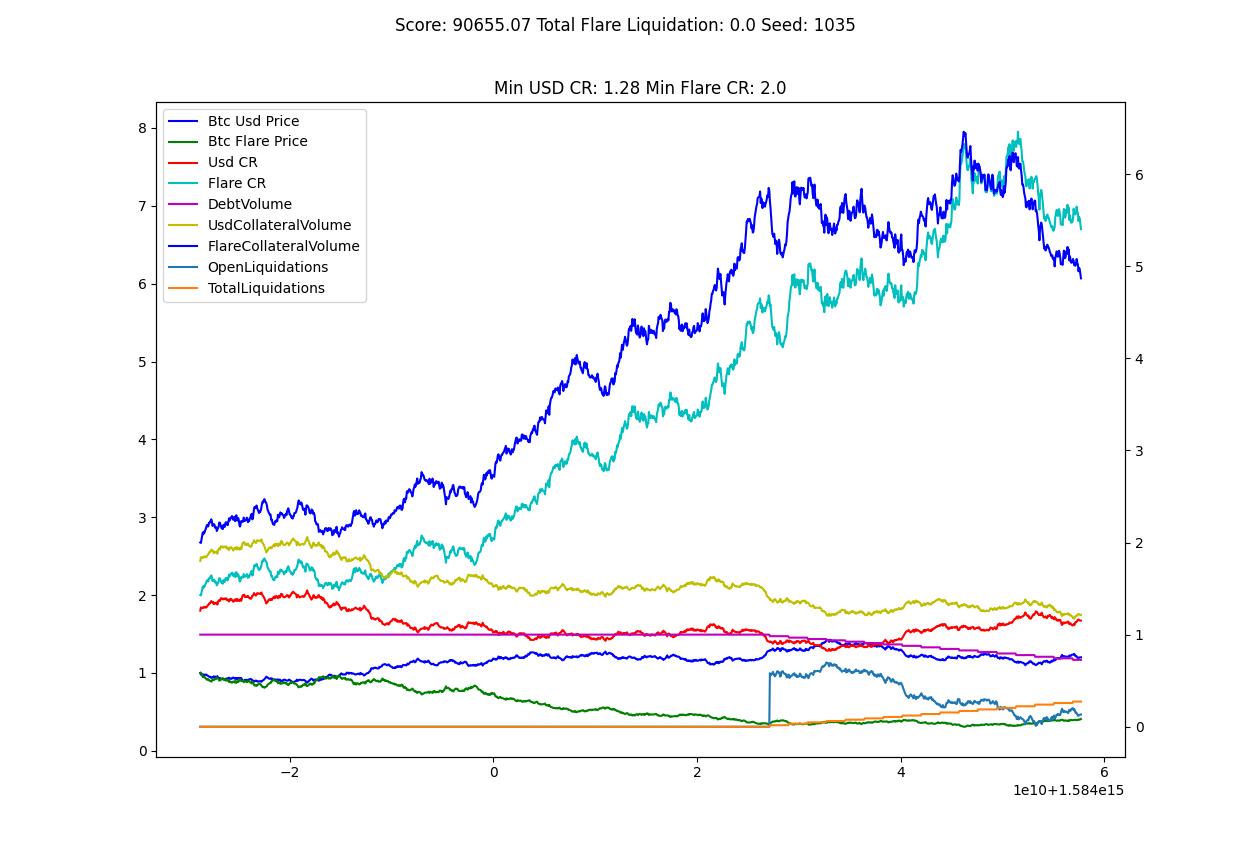 Score: 90655.07 Total Flare Liquidation: 0.0 Seed: 1035
Min USD CR: 1.28 Min Flare CR: 2.0
Btc Usd Price
Btc Flare Price
Usd CR
Flare CR
DebtVolume
UsdCollateralVolume
FlareCollateralVolume
OpenLiquidations
TotalLiquidations
8
7
6
5
4
3
2
1
0
6
5
4
3
2
1
0
−2
0
2
4
6
1e10+1.584e15